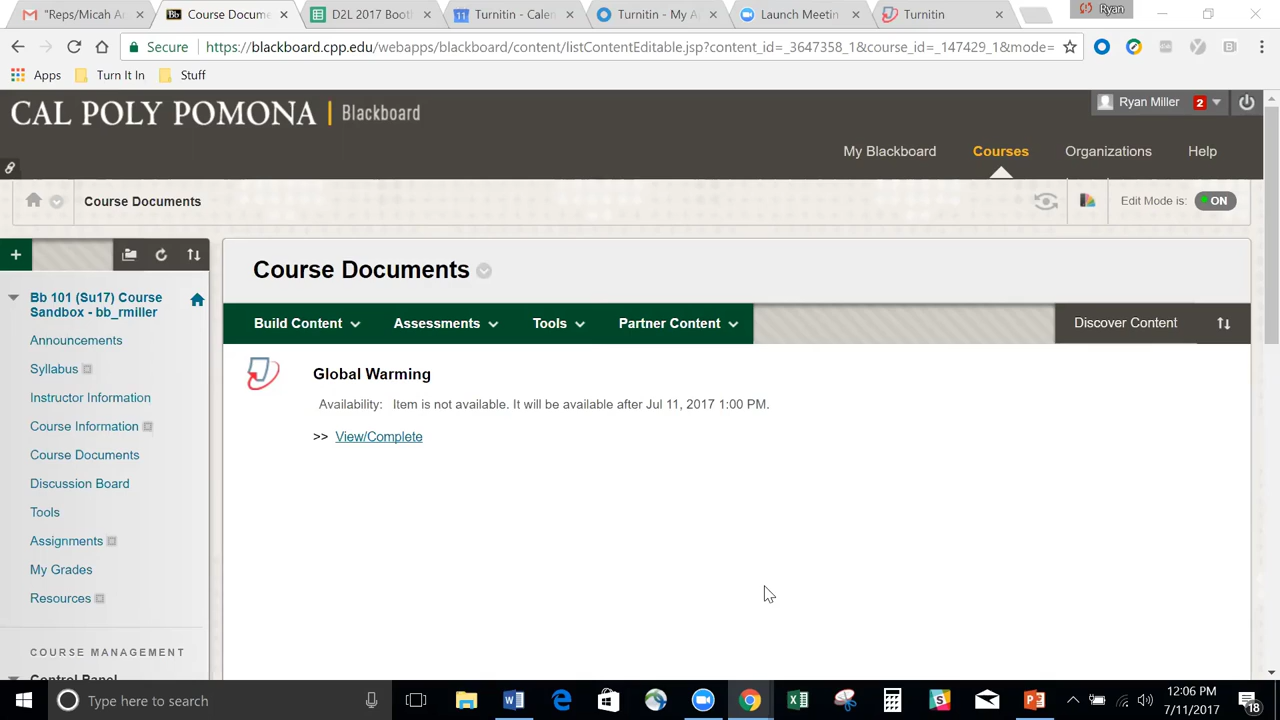 "Reps/Micah Ar
Bb Course Docume
D2L 2017 Booth
Turnitin - Calen
Turnitin - My A
Launch Meetin
Turnitin
Ryan
Secure
https://blackboard.cpp.edu/webapps/blackboard/content/listContentEditable.jsp?content_id=_3647358_1&course_id=_147429_1&mode=
Apps
Turn It In
Stuff
CAL POLY POMONA | Blackboard
Ryan Miller 2
My Blackboard
Courses
Organizations
Help
Course Documents
Edit Mode is: ON
Course Documents
Build Content
Assessments
Tools
Partner Content
Discover Content
Bb 101 (Su17) Course
Sandbox - bb_rmiller
Announcements
Syllabus
Instructor Information
Course Information
Course Documents
Discussion Board
Tools
Assignments
My Grades
Resources
COURSE MANAGEMENT
Control Panel
Global Warming
Availability: Item is not available. It will be available after Jul 11, 2017 1:00 PM.
>> View/Complete
Type here to search
12:06 PM
7/11/2017
18